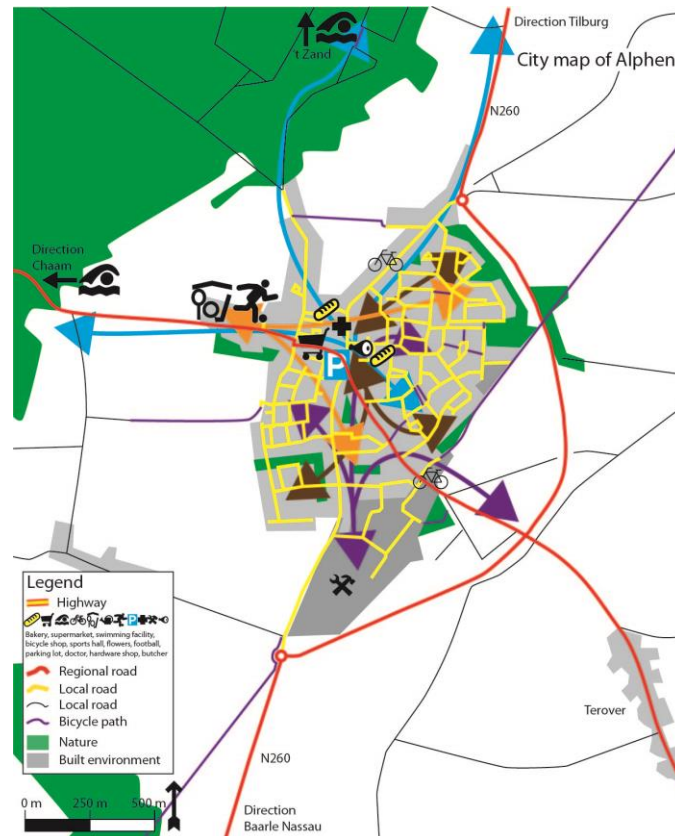 Direction Tilburg
't Zand
City map of Alphen
N260
Direction
Chaam
P
Legend
Highway
P
Bakery, supermarket, swimming facility,
bicycle shop, sports hall, flowers, football,
parking lot, doctor, hardware shop, butcher
Regional road
Local road
Local road
Bicycle path
Nature
Built environment
Terover
0 m 250 m 500 m
N260
Direction
Baarle Nassau